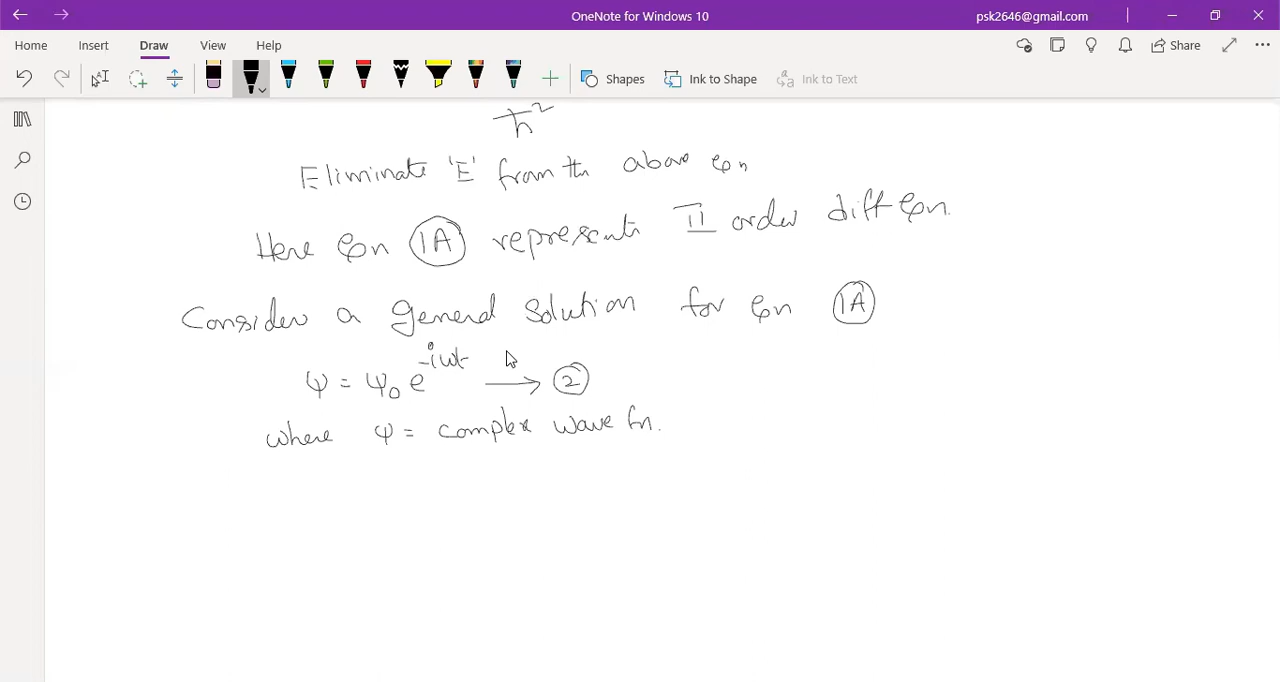 OneNote for Windows 10
psk2646@gmail.com
Home Insert Draw View Help
Share
Shapes Ink to Shape Ink to Text
ħ²
Eliminate 'E' from the above eqn
Here Eqn 1A represents II order diff Eqn.
Consider a general solution for Eqn 1A
ψ = ψ₀ e^-iωt → 2
where ψ = complex wave fn.